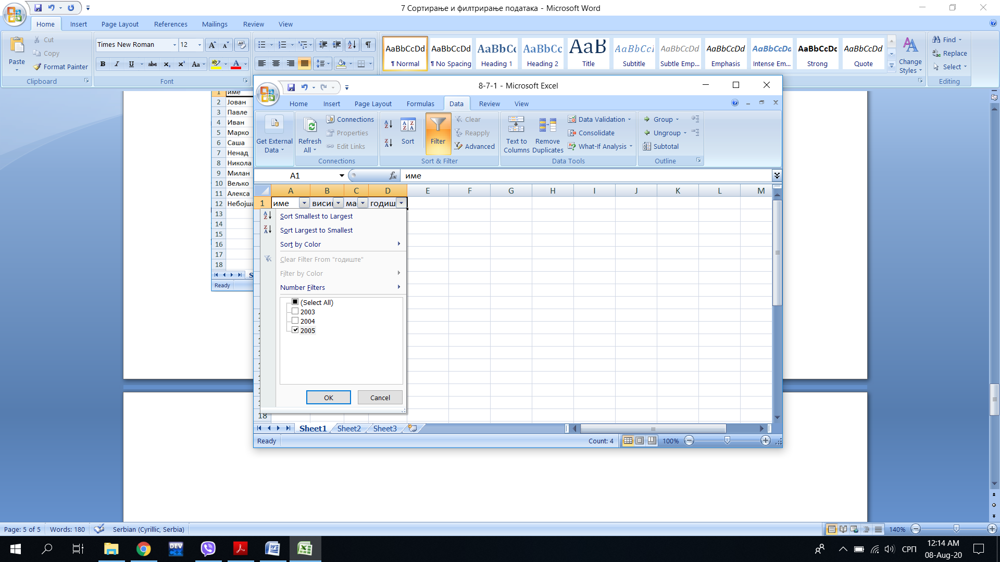 7 Сортирање и филтрирање података - Microsoft Word
Home Insert Page Layout References Mailings Review View
Paste
Cut
Copy
Format Painter
Clipboard
Times New Roman 12
Font
AaBbCcDd AaBbCcDd AaBbCc AaBbCc AaB AaBbCcI AaBbCcDd AaBbCcDd AaBbCcDd AaBbCcDd AaBbCcDd
¶ Normal ¶ No Spacing Heading 1 Heading 2 Title Subtitle Subtle Emp... Emphasis Intense Em... Strong Quote
Change Styles
Find
Replace
Select
Editing
1 име
2 Јован
3 Павле
4 Иван
5 Марко
6 Саша
7 Ненад
8 Никола
9 Милан
10 Вељко
11 Алекса
12 Небојша
13
14
15
16
17
18
Ready
8-7-1 - Microsoft Excel
Home Insert Page Layout Formulas Data Review View
Get External Data
Refresh All
Connections
Properties
Edit Links
Connections
Sort
Filter
Clear
Reapply
Advanced
Sort & Filter
Text to Columns
Remove Duplicates
Data Validation
Consolidate
What-If Analysis
Data Tools
Group
Ungroup
Subtotal
Outline
A1 fx име
A B C D E F G H I J K L M
1 име виси ма годиш
Sort Smallest to Largest
Sort Largest to Smallest
Sort by Color
Clear Filter From "годиште"
Filter by Color
Number Filters
(Select All)
2003
2004
2005
OK Cancel
18
Sheet1 Sheet2 Sheet3
Ready Count: 4 100%
Page: 5 of 5 Words: 180 Serbian (Cyrillic, Serbia) 140%
DEV
СРП
12:14 AM
08-Aug-20